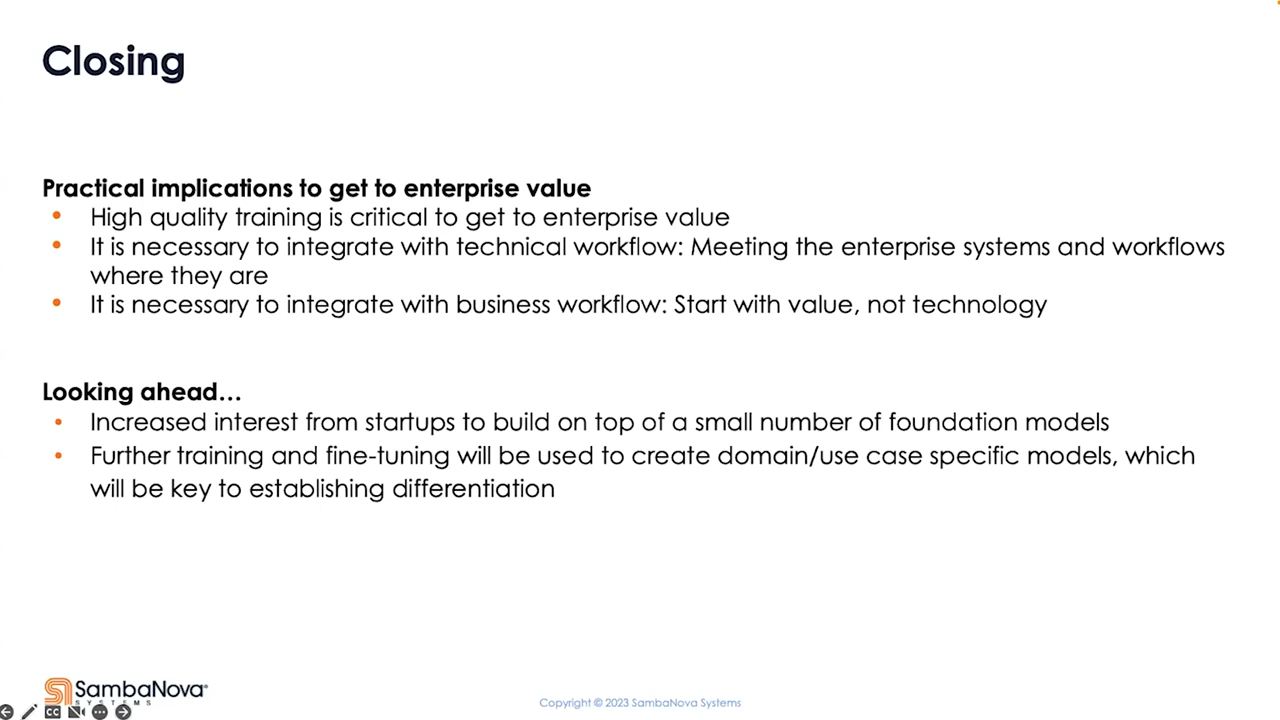 Closing
Practical implications to get to enterprise value
• High quality training is critical to get to enterprise value
• It is necessary to integrate with technical workflow: Meeting the enterprise systems and workflows
where they are
• It is necessary to integrate with business workflow: Start with value, not technology
Looking ahead...
• Increased interest from startups to build on top of a small number of foundation models
• Further training and fine-tuning will be used to create domain/use case specific models, which
will be key to establishing differentiation
SambaNova®
SYSTEMS
CC
Copyright © 2023 SambaNova Systems